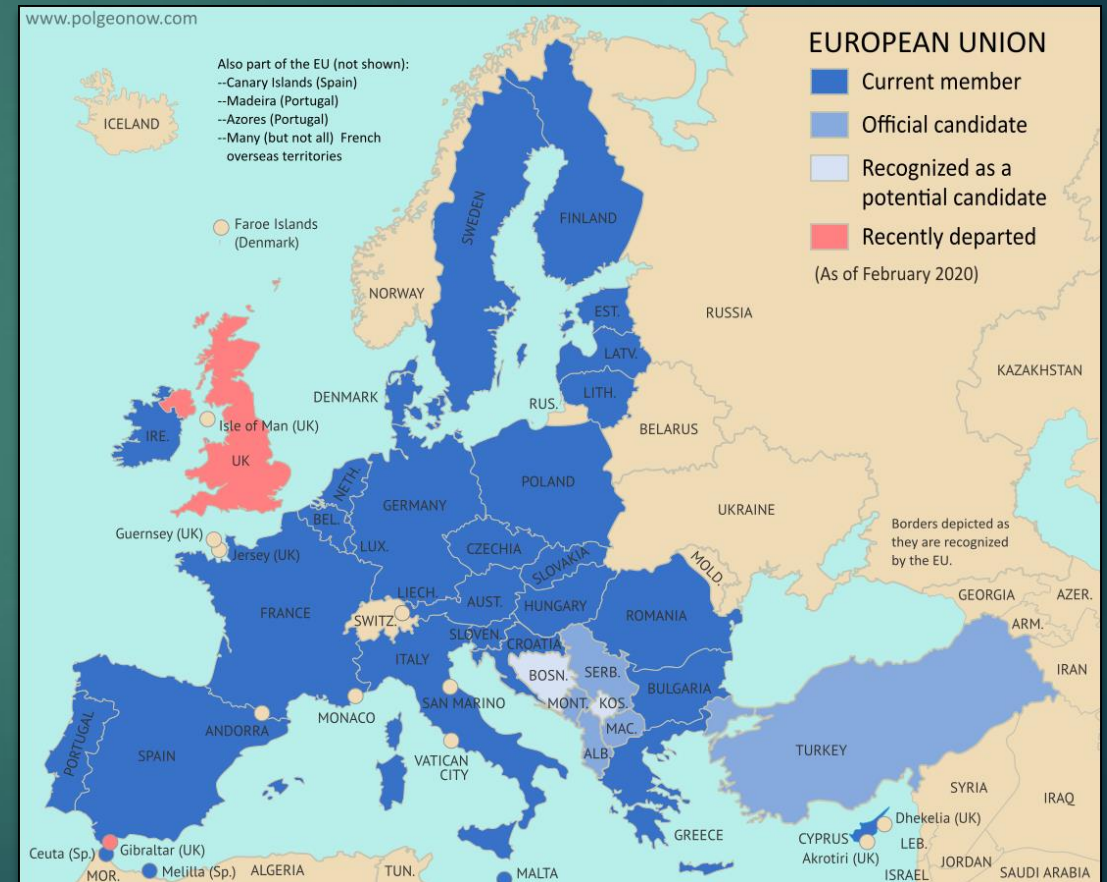 www.polgeonow.com
Also part of the EU (not shown):
--Canary Islands (Spain)
--Madeira (Portugal)
--Azores (Portugal)
--Many (but not all) French
overseas territories
EUROPEAN UNION
Current member
Official candidate
Recognized as a
potential candidate
Recently departed
(As of February 2020)
ICELAND
Faroe Islands
(Denmark)
SWEDEN
FINLAND
NORWAY
RUSSIA
EST.
LATV.
LITH.
KAZAKHSTAN
DENMARK
RUS.
BELARUS
Isle of Man (UK)
IRE.
UK
NETH.
POLAND
GERMANY
UKRAINE
BEL.
Guernsey (UK)
Jersey (UK)
LUX.
CZECHIA
SLOVAKIA
Borders depicted as
they are recognized
by the EU.
MOLD.
LIECH.
AUST.
HUNGARY
FRANCE
SWITZ.
ROMANIA
GEORGIA
AZER.
ARM.
SLOVEN.
CROATIA
ITALY
BOSN.
SERB.
IRAN
BULGARIA
SAN MARINO
MONT.
KOS.
MONACO
ANDORRA
MAC.
PORTUGAL
SPAIN
VATICAN
CITY
ALB.
TURKEY
SYRIA
IRAQ
GREECE
CYPRUS
Dhekelia (UK)
Akrotiri (UK)
LEB.
Ceuta (Sp.)
Gibraltar (UK)
JORDAN
MOR.
Melilla (Sp.)
ALGERIA
TUN.
MALTA
ISRAEL
SAUDI ARABIA